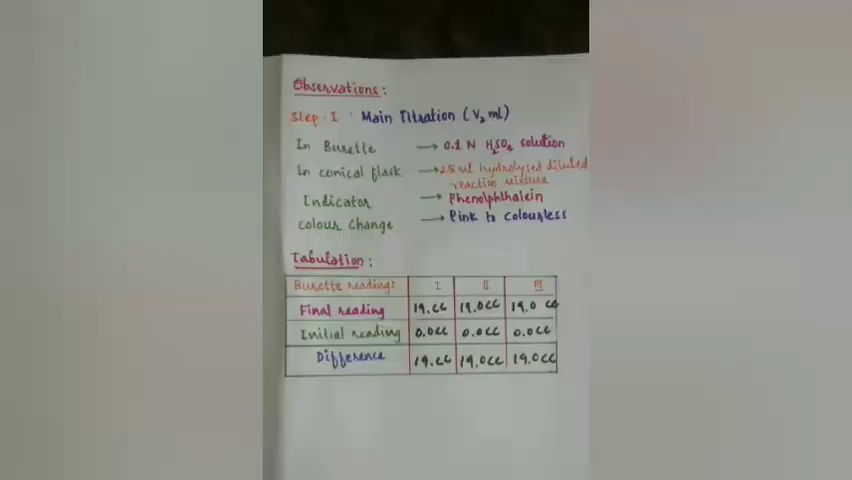 Observations:
Step-I : Main Titration (V₂ ml)
In Burette → 0.1 N H₂SO₄ solution
In conical flask → 25 ml hydrolysed diluted
reaction mixture
Indicator → Phenolphthalein
Colour change → Pink to colourless
Tabulation:
Burette readings I II III
Final reading 19.cc 19.0cc 19.0 cc
Initial reading 0.0cc 0.0cc 0.0cc
Difference 19.cc 19.0cc 19.0cc